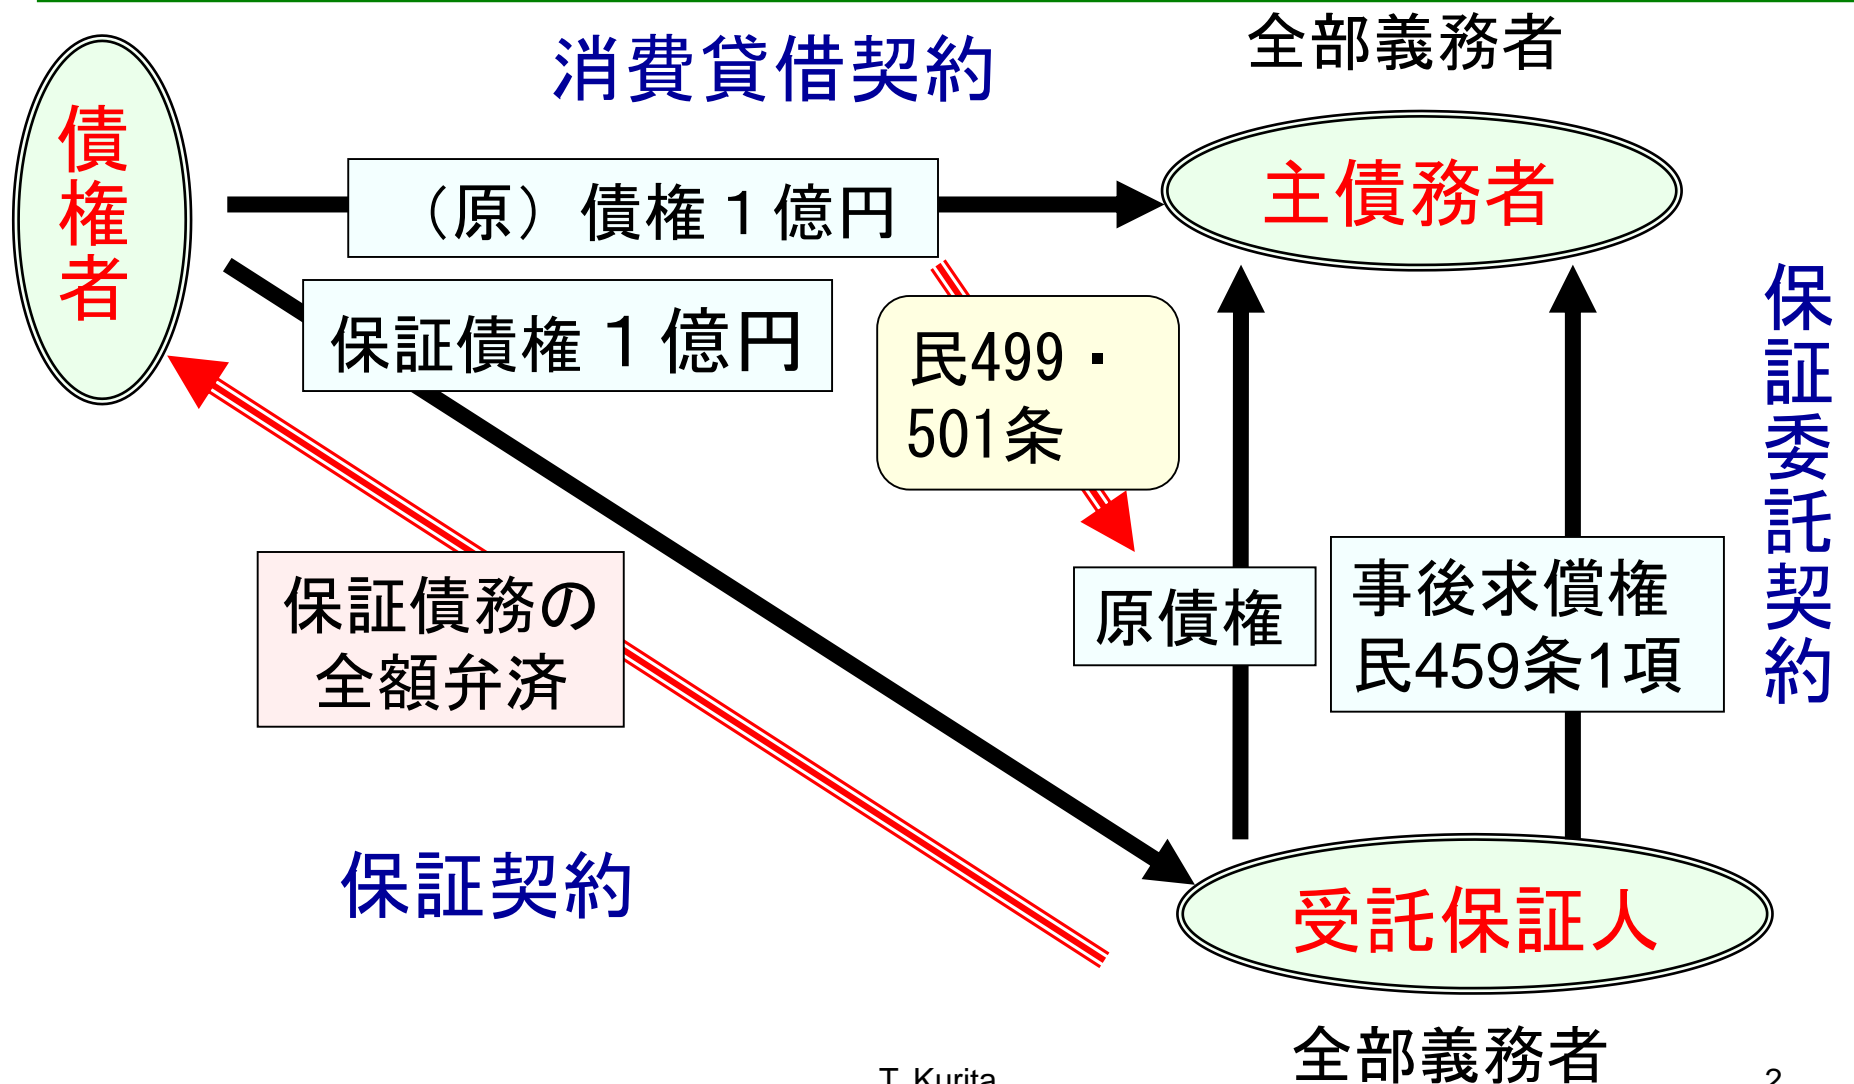 消費貸借契約
全部義務者
債権者
（原）債権１億円
主債務者
保証債権１億円
民499・
501条
保証委託契約
保証債務の
全額弁済
原債権
事後求償権
民459条1項
保証契約
受託保証人
全部義務者
T. Kurita
2